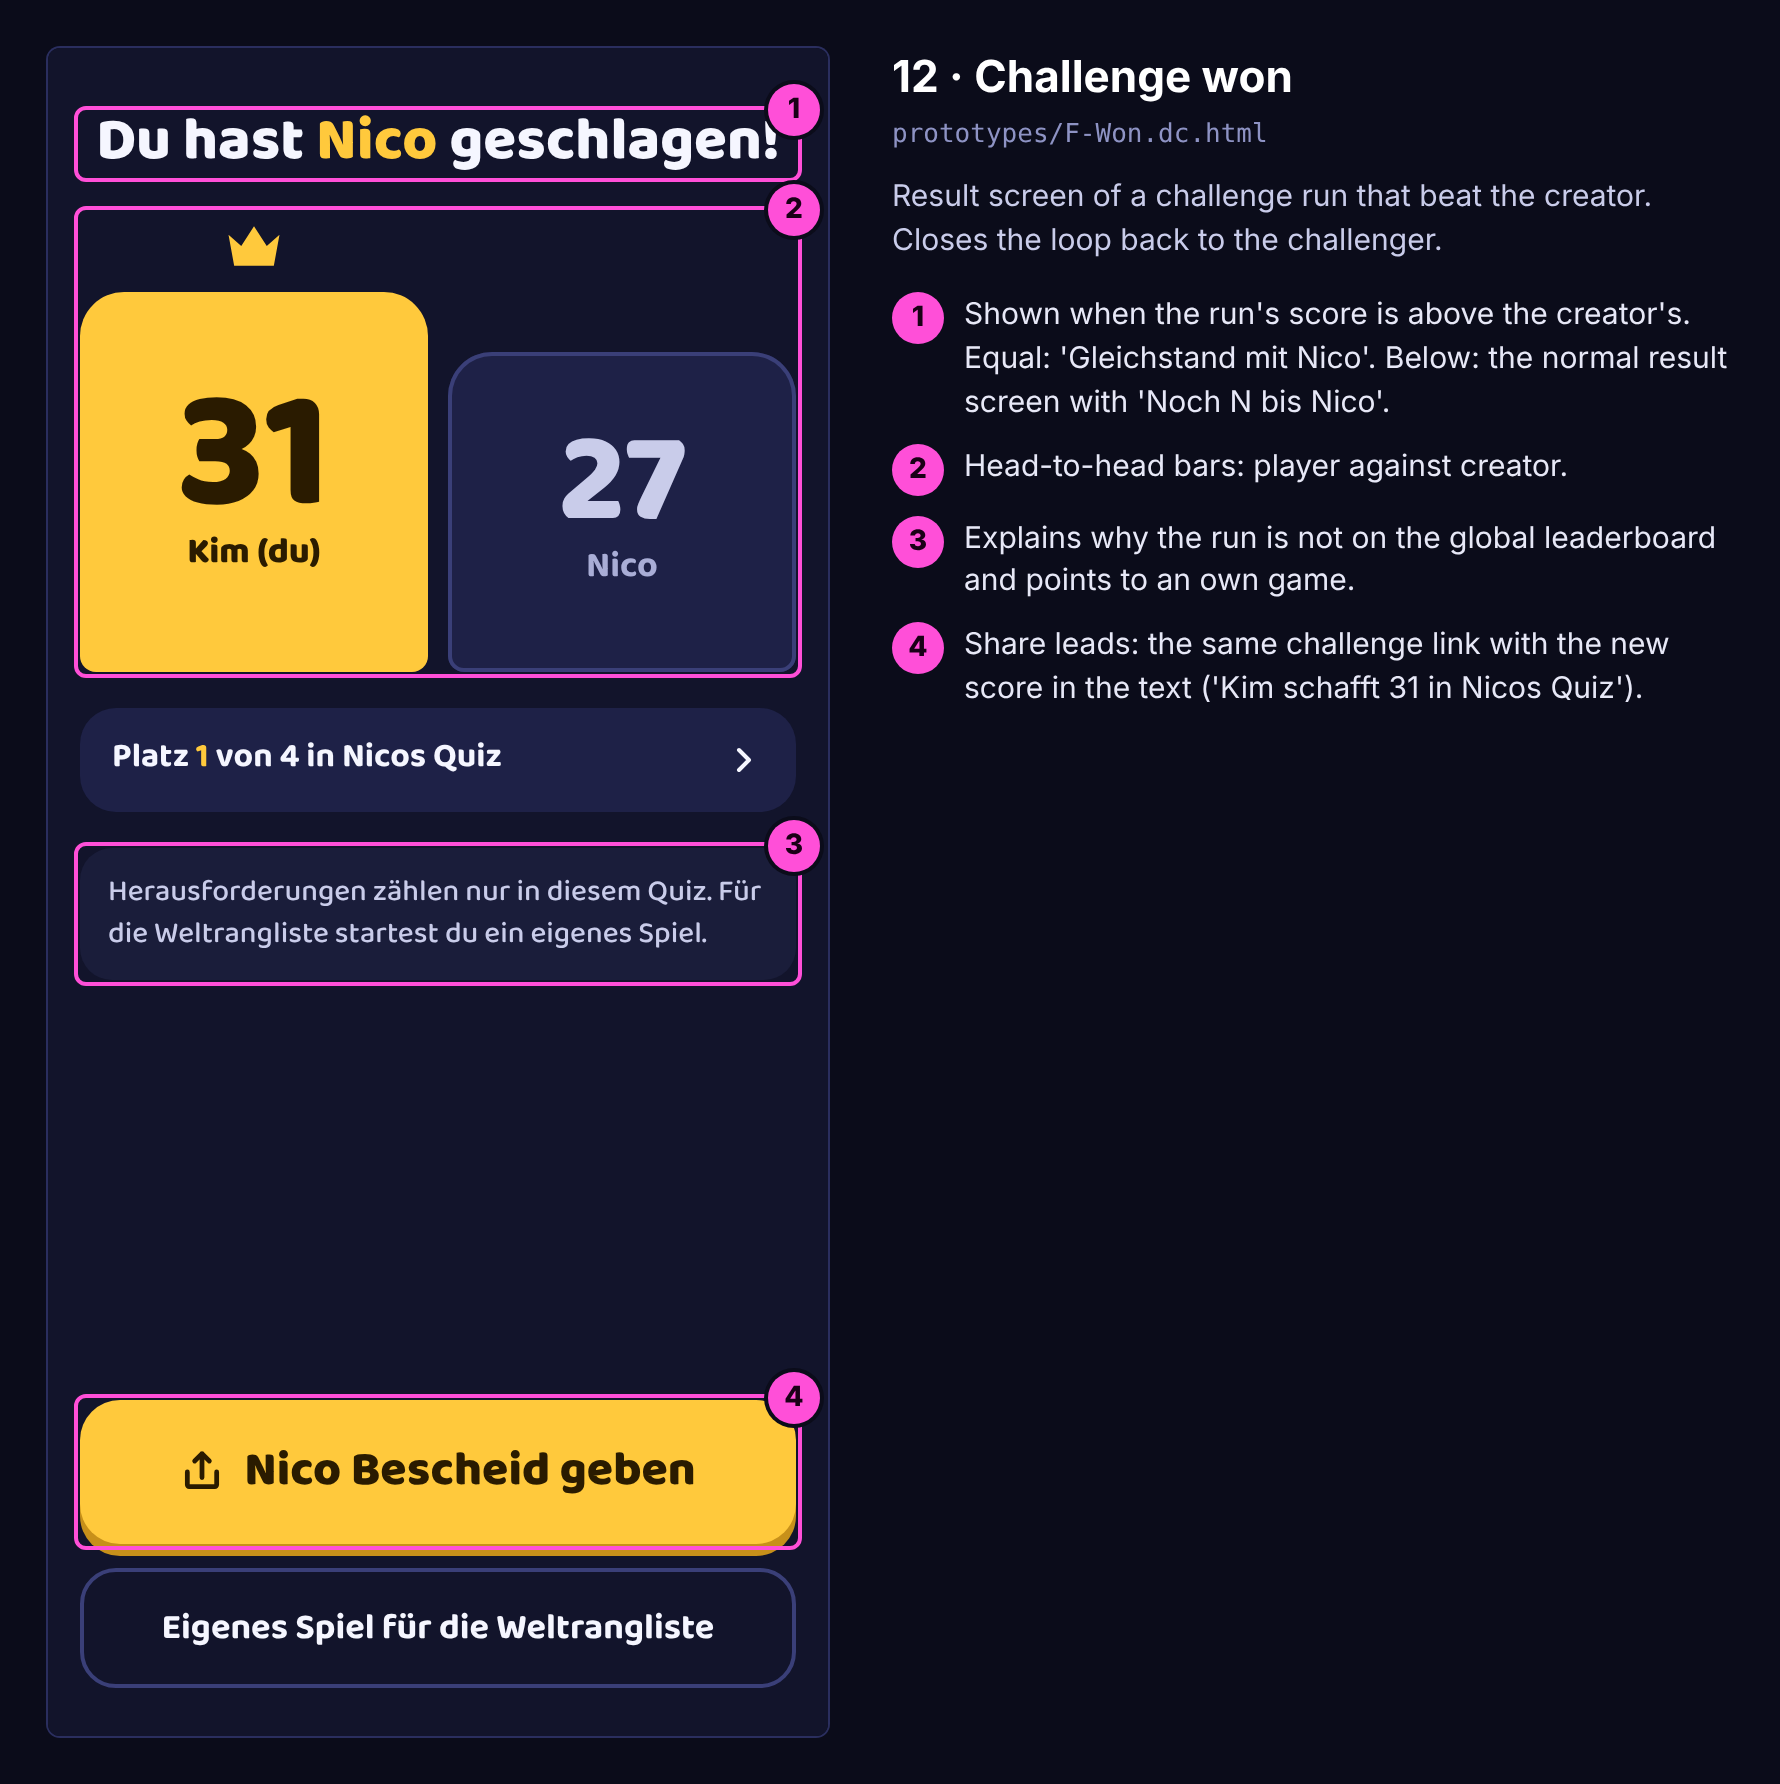 Du hast Nico geschlagen!
1
2
31
Kim (du)
27
Nico
Platz 1 von 4 in Nicos Quiz
3
Herausforderungen zählen nur in diesem Quiz. Für
die Weltrangliste startest du ein eigenes Spiel.
4
Nico Bescheid geben
Eigenes Spiel für die Weltrangliste
12 · Challenge won
prototypes/F-Won.dc.html
Result screen of a challenge run that beat the creator.
Closes the loop back to the challenger.
1 Shown when the run's score is above the creator's.
Equal: 'Gleichstand mit Nico'. Below: the normal result
screen with 'Noch N bis Nico'.
2 Head-to-head bars: player against creator.
3 Explains why the run is not on the global leaderboard
and points to an own game.
4 Share leads: the same challenge link with the new
score in the text ('Kim schafft 31 in Nicos Quiz').